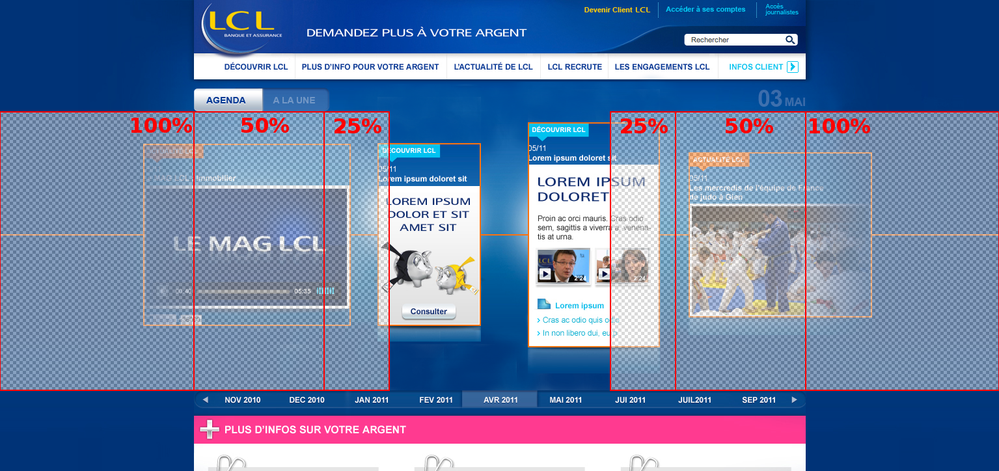 LCL
BANQUE ET ASSURANCE
DEMANDEZ PLUS À VOTRE ARGENT
Devenir Client LCL
Accéder à ses comptes
Accés
journalistes
Rechercher
DÉCOUVRIR LCL
PLUS D'INFO POUR VOTRE ARGENT
L'ACTUALITÉ DE LCL
LCL RECRUTE
LES ENGAGEMENTS LCL
INFOS CLIENT
AGENDA
A LA UNE
03 MAI
100%
50%
25%
25%
50%
100%
MAG LCL : Immobilier
LE MAG LCL
00:40
05:35
DÉCOUVRIR LCL
05/11
Lorem ipsum doloret sit
LOREM IPSUM
DOLOR ET SIT
AMET SIT
Consulter
DÉCOUVRIR LCL
05/11
Lorem ipsum doloret sit
LOREM IPSUM
DOLORET
Proin ac orci mauris. Cras odio
sem, sagittis a viverra a, venena-
tis at urna.
LCL
2'24
2'24
Lorem ipsum
Cras ac odio quis odio
In non libero dui, eu p
ACTUALITÉ LCL
05/11
Les mercredis de l'équipe de France
de judo à Gien
NOV 2010
DEC 2010
JAN 2011
FEV 2011
AVR 2011
MAI 2011
JUI 2011
JUIL2011
SEP 2011
PLUS D'INFOS SUR VOTRE ARGENT